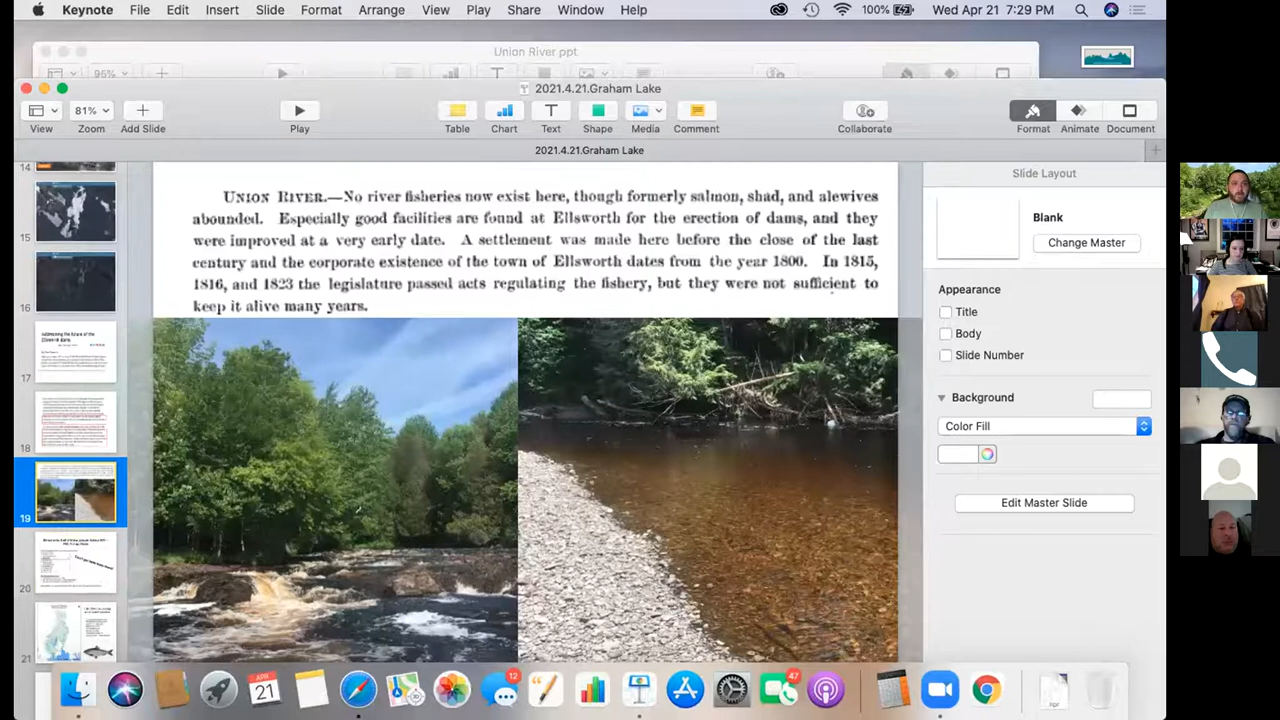 Keynote File Edit Insert Slide Format Arrange View Play Share Window Help 100% Wed Apr 21 7:29 PM
Union River.ppt
96%
2021.4.21.Graham Lake
81%
View Zoom Add Slide Play Table Chart Text Shape Media Comment Collaborate Format Animate Document
2021.4.21.Graham Lake
14
15
16
17
18
19
20
21
UNION RIVER.—No river fisheries now exist here, though formerly salmon, shad, and alewives
abounded. Especially good facilities are found at Ellsworth for the erection of dams, and they
were improved at a very early date. A settlement was made here before the close of the last
century and the corporate existence of the town of Ellsworth dates from the year 1800. In 1815,
1816, and 1823 the legislature passed acts regulating the fishery, but they were not sufficient to
keep it alive many years.
Slide Layout
Blank
Change Master
Appearance
Title
Body
Slide Number
Background
Color Fill
Edit Master Slide
APR
21
12
47